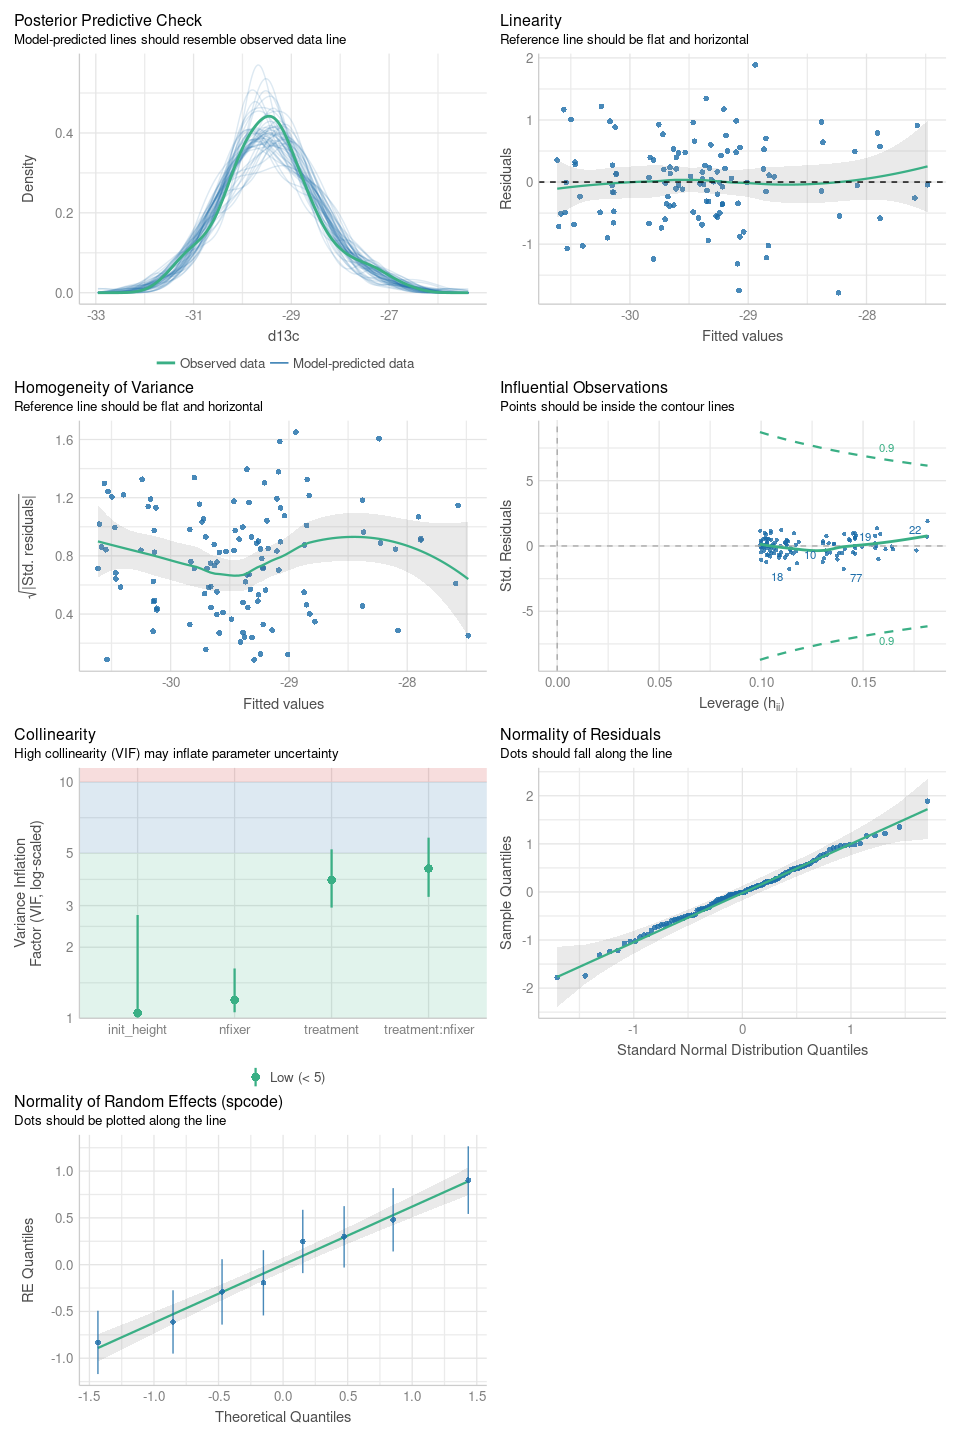 Posterior Predictive Check
Model-predicted lines should resemble observed data line
Density
0.4
0.2
0.0
-33
-31
-29
-27
d13c
Observed data
Model-predicted data
Linearity
Reference line should be flat and horizontal
Residuals
2
1
0
-1
-30
-29
-28
Fitted values
Homogeneity of Variance
Reference line should be flat and horizontal
√|Std. residuals|
1.6
1.2
0.8
0.4
-30
-29
-28
Fitted values
Influential Observations
Points should be inside the contour lines
Std. Residuals
5
0
-5
0.9
22
19
10
18
77
0.9
0.00
0.05
0.10
0.15
Leverage (hii)
Collinearity
High collinearity (VIF) may inflate parameter uncertainty
Variance Inflation
Factor (VIF, log-scaled)
10
5
3
2
1
init_height
nfixer
treatment
treatment:nfixer
Low (< 5)
Normality of Residuals
Dots should fall along the line
Sample Quantiles
2
1
0
-1
-2
-1
0
1
Standard Normal Distribution Quantiles
Normality of Random Effects (spcode)
Dots should be plotted along the line
RE Quantiles
1.0
0.5
0.0
-0.5
-1.0
-1.5
-1.0
-0.5
0.0
0.5
1.0
1.5
Theoretical Quantiles